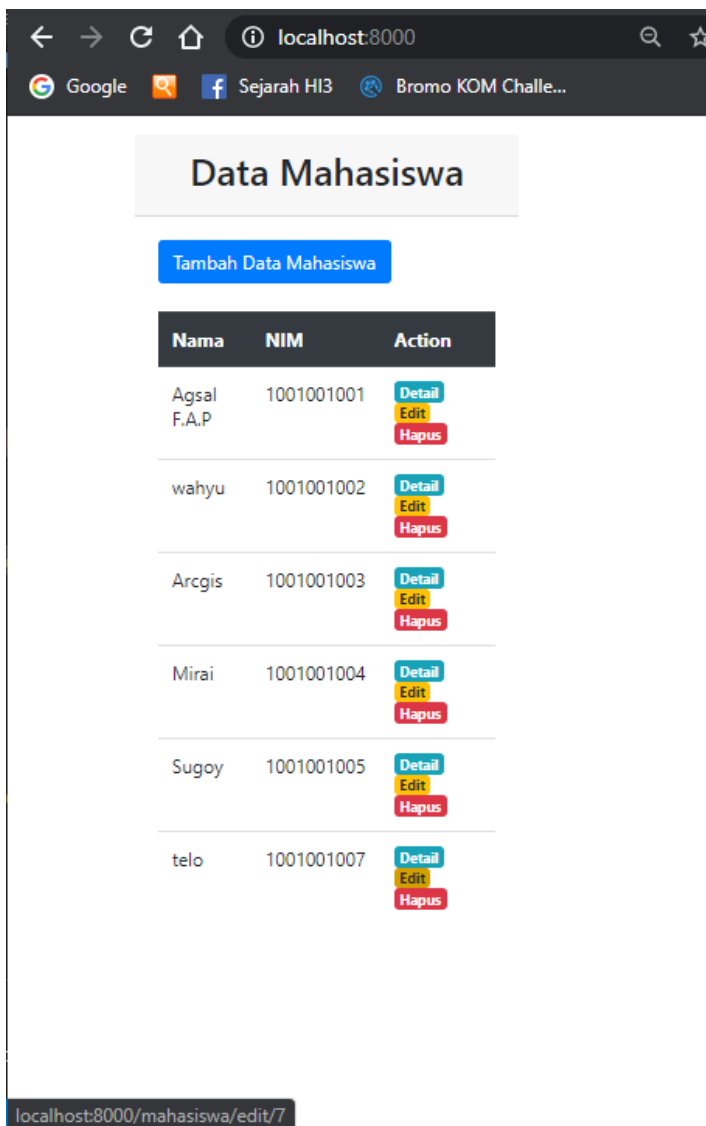 localhost:8000
Google
Sejarah HI3
Bromo KOM Challe...
Data Mahasiswa
Tambah Data Mahasiswa
Nama NIM Action
Agsal F.A.P 1001001001 Detail Edit Hapus
wahyu 1001001002 Detail Edit Hapus
Arcgis 1001001003 Detail Edit Hapus
Mirai 1001001004 Detail Edit Hapus
Sugoy 1001001005 Detail Edit Hapus
telo 1001001007 Detail Edit Hapus
localhost:8000/mahasiswa/edit/7